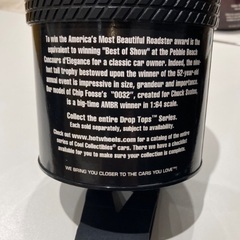 To win the America's Most Beautiful Roadster award is the
equivalent to winning "Best of Show" at the Pebble Beach
Concours d'Elegance for a classic car owner. Indeed, the nine-
foot tall trophy bestowed upon the winner of the 52-year-old
annual event is impressive in size, grandeur and importance.
Our model of Chip Foose's "0032", created for Chuck Svatos,
is a big-time AMBR winner in 1:64 scale.
Collect the entire Drop Tops™ Series.
Each sold separately, subject to availability.
Check out www.hotwheels.com for a catalog of the entire
series of Cool Collectibles® cars. There we have a checklist
available for you to make sure your collection is complete.
WE BRING YOU CLOSER TO THE CARS YOU LOVE™